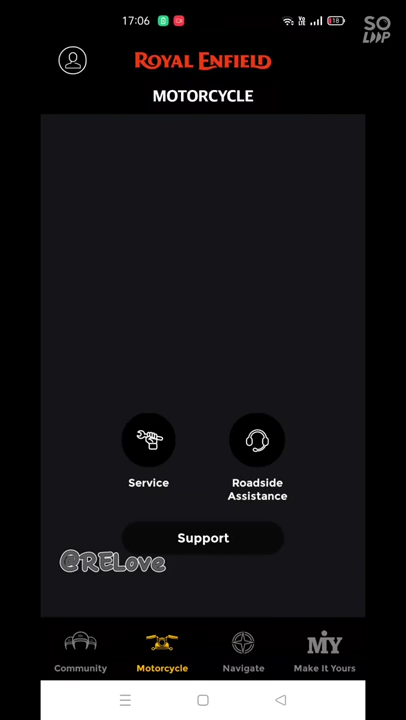 17:06
18
SO
LOOP
ROYAL ENFIELD
MOTORCYCLE
Service
Roadside
Assistance
Support
@RELove
Community
Motorcycle
Navigate
MiY
Make It Yours